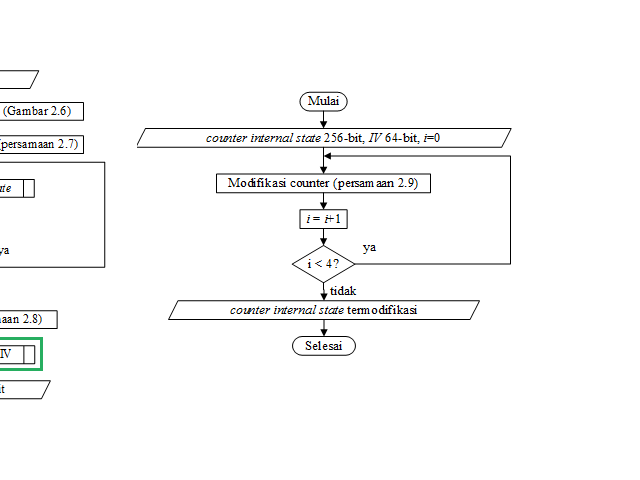 (Gambar 2.6)
(persamaan 2.7)
ate
ya
aan 2.8)
IV
it
Mulai
counter internal state 256-bit, IV 64-bit, i=0
Modifikasi counter (persamaan 2.9)
i = i+1
i < 4?
ya
tidak
counter internal state termodifikasi
Selesai